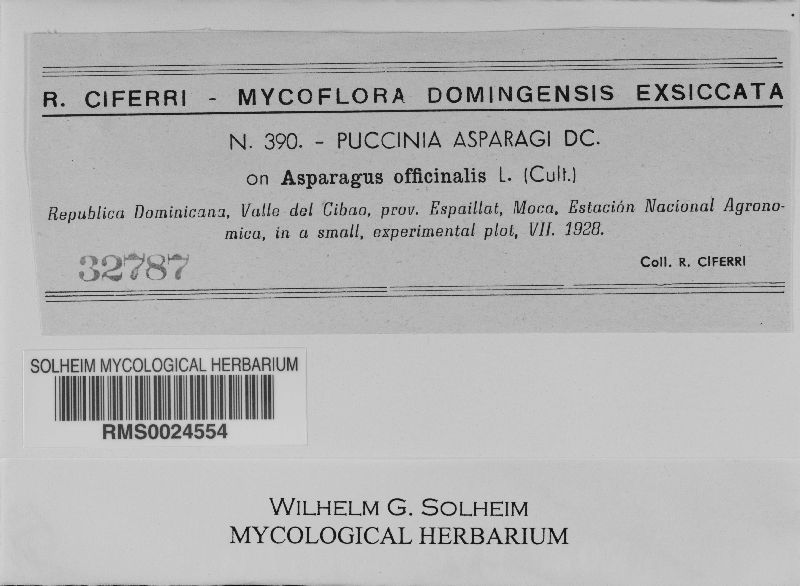 R. CIFERRI - MYCOFLORA DOMINGENSIS EXSICCATA
N. 390. - PUCCINIA ASPARAGI DC.
on Asparagus officinalis L. (Cult.)
Republica Dominicana, Valle del Cibao, prov. Espaillat, Moca, Estación Nacional Agrono-
mica, in a small, experimental plot, VII. 1928.
32787
Coll. R. CIFERRI
SOLHEIM MYCOLOGICAL HERBARIUM
RMS0024554
WILHELM G. SOLHEIM
MYCOLOGICAL HERBARIUM